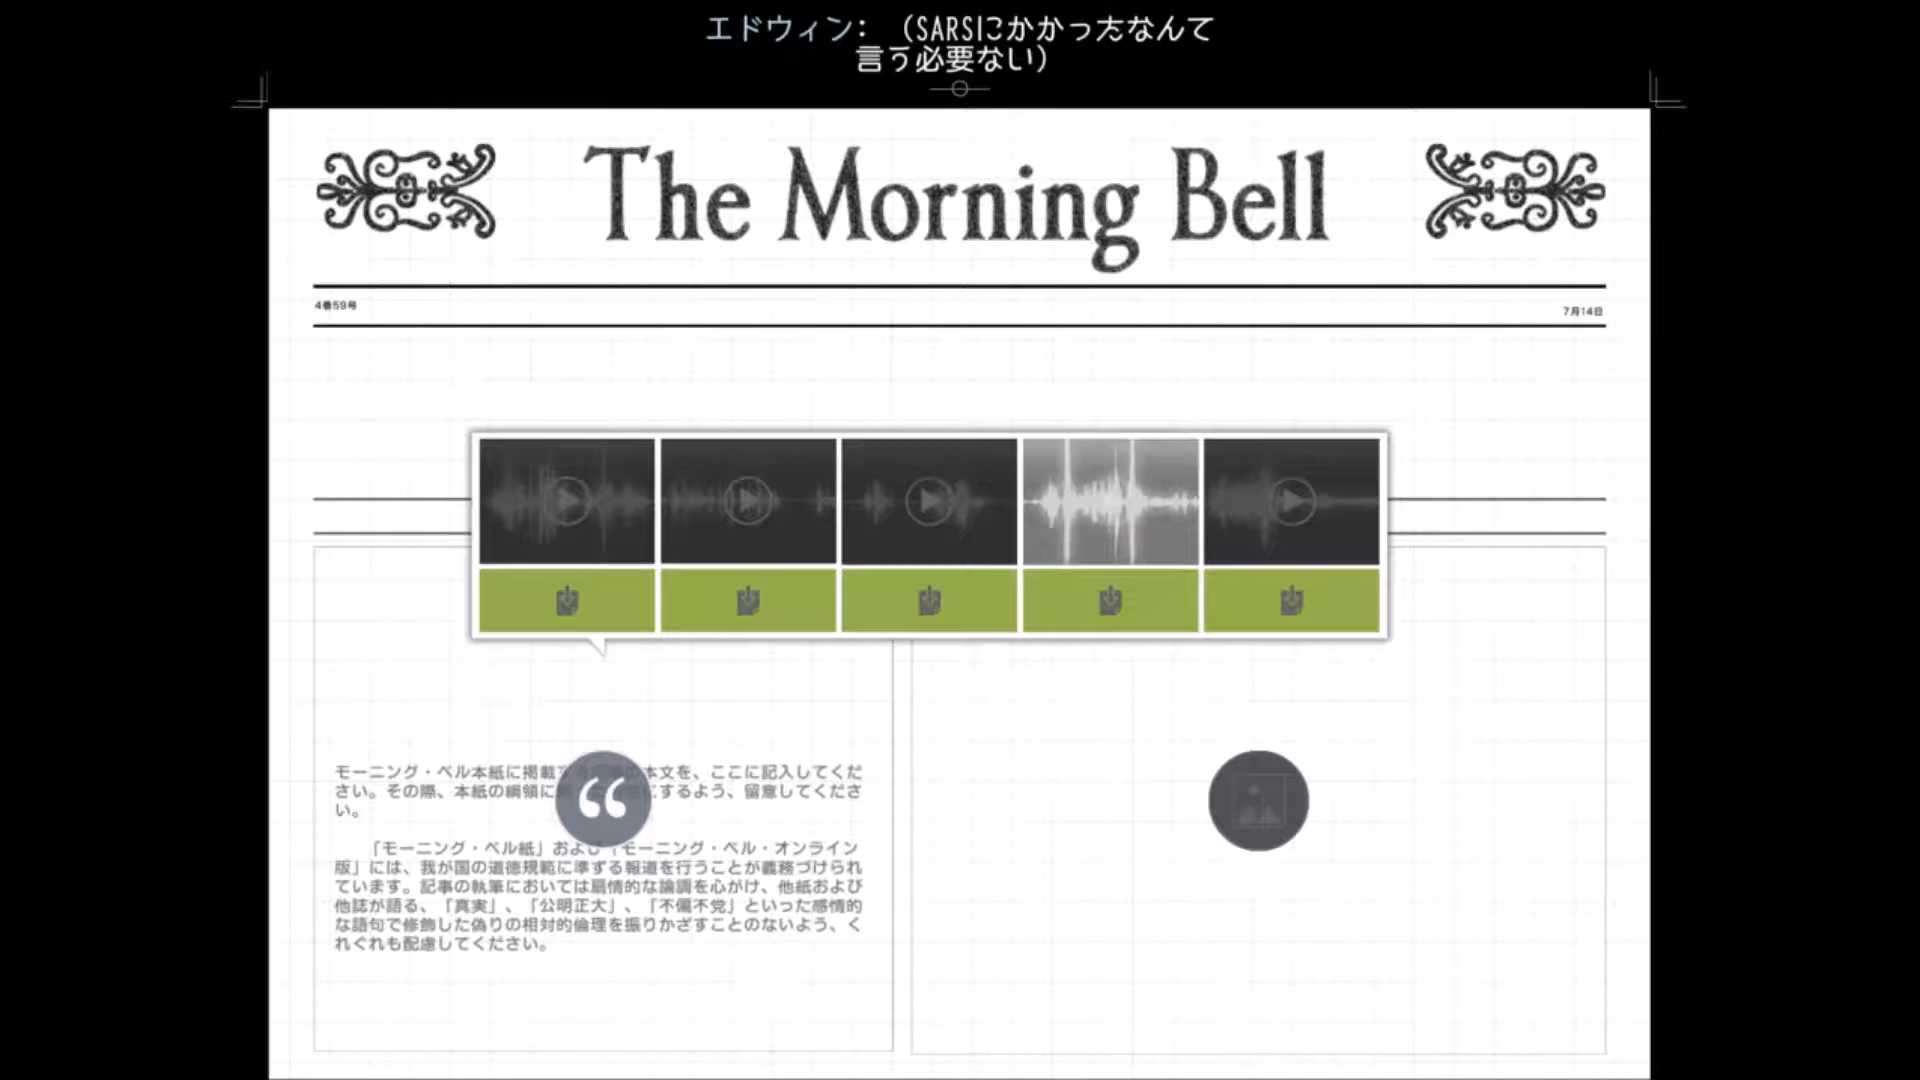 エドウィン: （SARSにかかったなんて
言う必要ない）
The Morning Bell
4巻59号
7月14日
モーニング・ベル本紙に掲載す 本文を、ここに記入してくだ
さい。その際、本紙の綱領に にするよう、留意してくださ
い。
「モーニング・ベル紙」および「モーニング・ベル・オンライン
版」には、我が国の道徳規範に準ずる報道を行うことが義務づけられ
ています。記事の執筆においては扇情的な論調を心がけ、他紙および
他誌が語る、「真実」、「公明正大」、「不偏不党」といった感情的
な語句で修飾した偽りの相対的倫理を振りかざすことのないよう、く
れぐれも配慮してください。